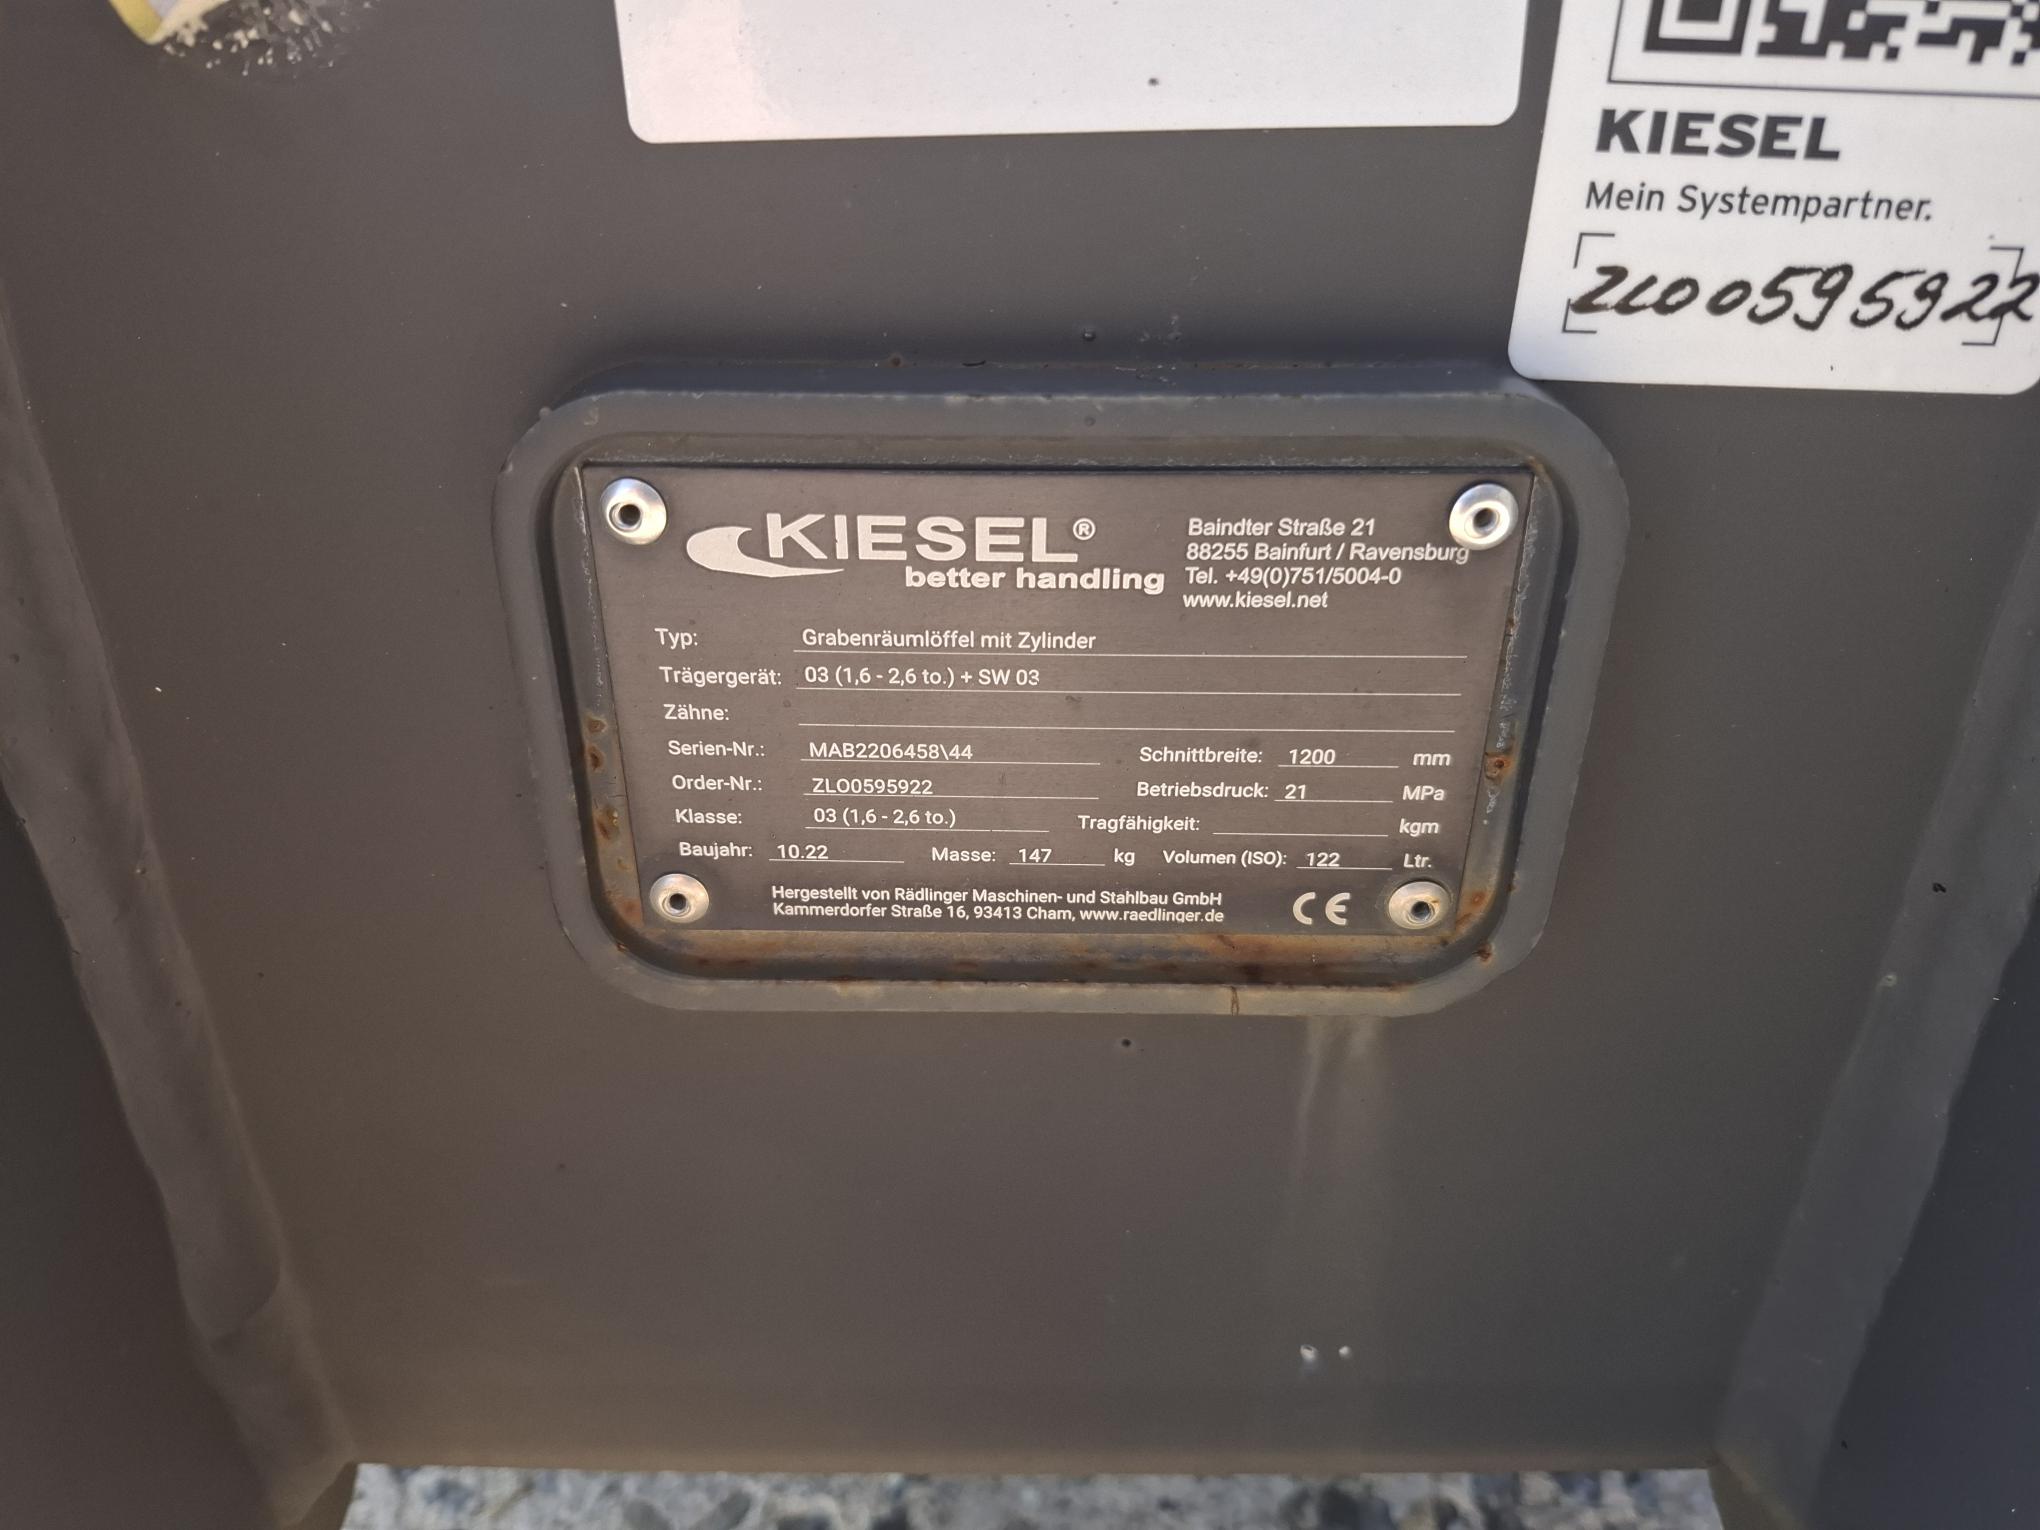 KIESEL
Mein Systempartner.
ZLO0595922
KIESEL®
better handling
Baindter Straße 21
88255 Bainfurt / Ravensburg
Tel. +49(0)751/5004-0
www.kiesel.net
Typ: Grabenräumlöffel mit Zylinder
Trägergerät: 03 (1,6 - 2,6 to.) + SW 03
Zähne:
Serien-Nr.: MAB2206458\44 Schnittbreite: 1200 mm
Order-Nr.: ZLO0595922 Betriebsdruck: 21 MPa
Klasse: 03 (1,6 - 2,6 to.) Tragfähigkeit: kgm
Baujahr: 10.22 Masse: 147 kg Volumen (ISO): 122 Ltr.
Hergestellt von Rädlinger Maschinen- und Stahlbau GmbH
Kammerdorfer Straße 16, 93413 Cham, www.raedlinger.de
CE